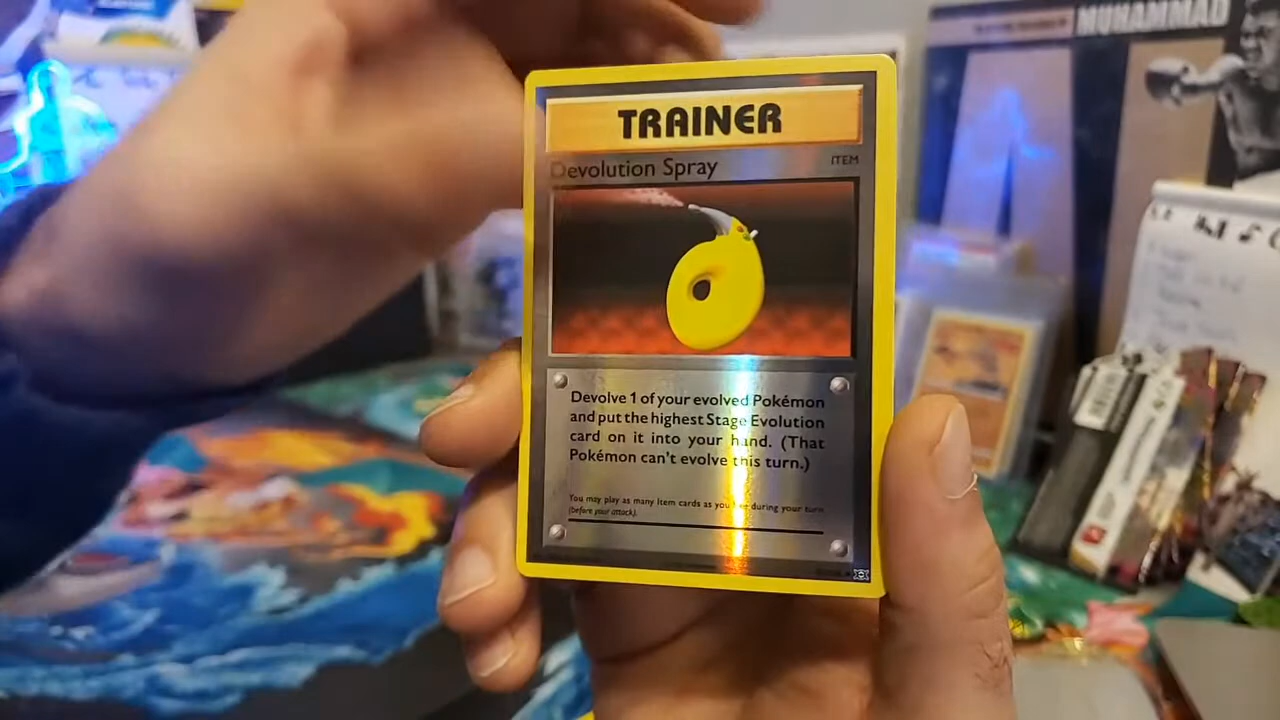 MUHAMMAD
TRAINER
Devolution Spray
ITEM
Devolve 1 of your evolved Pokémon
and put the highest Stage Evolution
card on it into your hand. (That
Pokémon can't evolve this turn.)
You may play as many Item cards as you like during your turn
(before your attack).